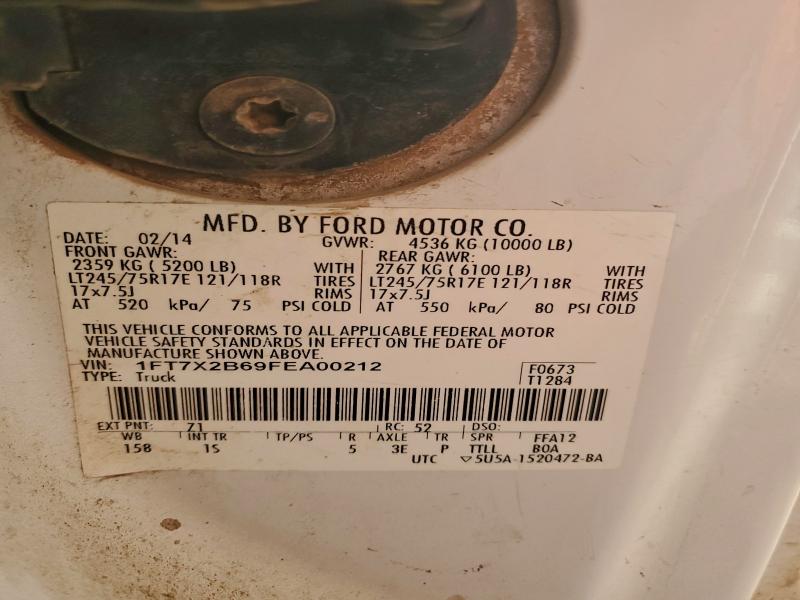 MFD. BY FORD MOTOR CO.
DATE: 02/14 GVWR: 4536 KG (10000 LB)
FRONT GAWR: REAR GAWR:
2359 KG ( 5200 LB) WITH 2767 KG ( 6100 LB) WITH
LT245/75R17E 121/118R TIRES LT245/75R17E 121/118R TIRES
17x7.5J RIMS 17x7.5J RIMS
AT 520 kPa/ 75 PSI COLD AT 550 kPa/ 80 PSI COLD
THIS VEHICLE CONFORMS TO ALL APPLICABLE FEDERAL MOTOR
VEHICLE SAFETY STANDARDS IN EFFECT ON THE DATE OF
MANUFACTURE SHOWN ABOVE.
VIN: 1FT7X2B69FEA00212 F0673
TYPE: Truck T1284
EXT PNT: 71 RC: 52 DSO:
WB INT TR TP/PS R AXLE TR SPR FFA12
158 1S 5 3E P TTLL B0A
UTC ▽5U5A-1520472-BA